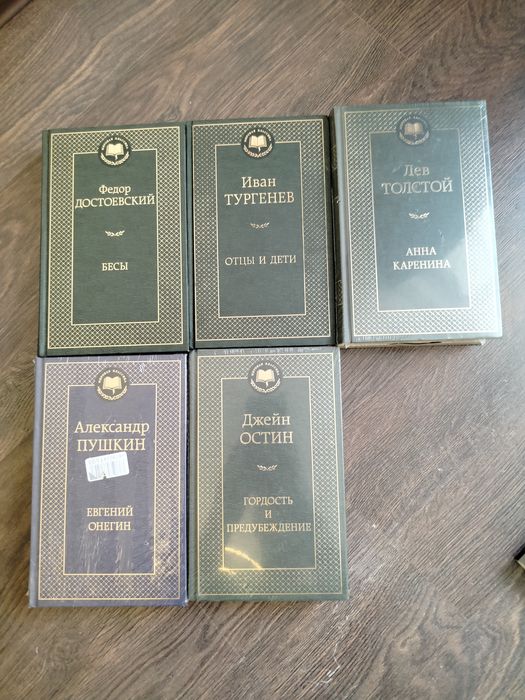 Федор
ДОСТОЕВСКИЙ
БЕСЫ
Иван
ТУРГЕНЕВ
ОТЦЫ И ДЕТИ
Лев
ТОЛСТОЙ
АННА
КАРЕНИНА
Александр
ПУШКИН
ЕВГЕНИЙ
ОНЕГИН
Джейн
ОСТИН
ГОРДОСТЬ
И
ПРЕДУБЕЖДЕНИЕ